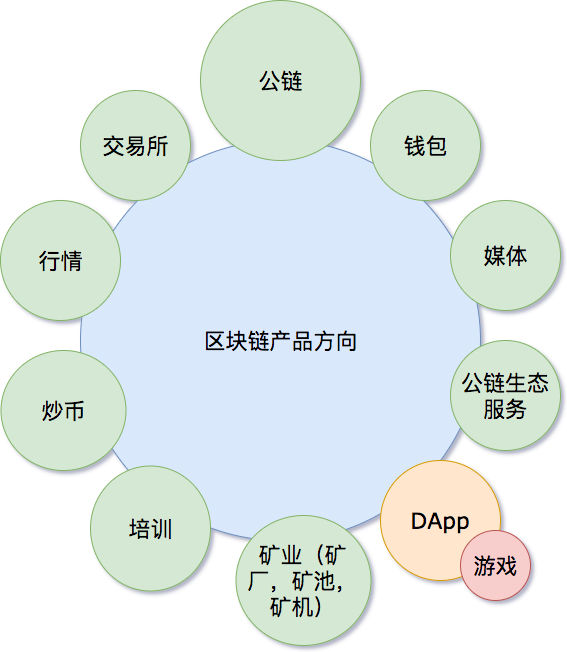 公链
交易所
钱包
行情
媒体
区块链产品方向
公链生态
服务
炒币
培训
DApp
游戏
矿业（矿
厂，矿池，
矿机）